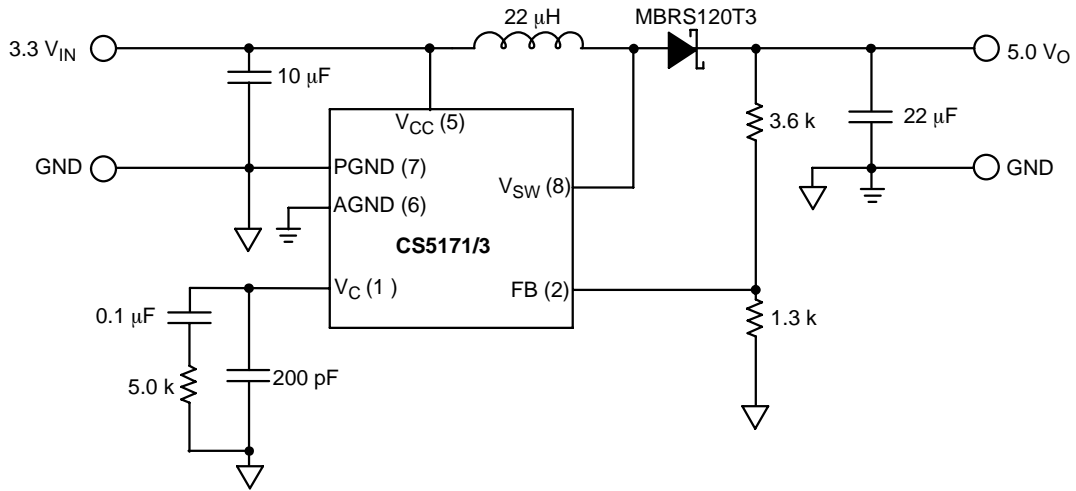 22 μH
MBRS120T3
3.3 V_IN
5.0 V_O
10 μF
V_CC (5)
3.6 k
22 μF
GND
PGND (7)
GND
V_SW (8)
AGND (6)
CS5171/3
V_C (1 )
FB (2)
0.1 μF
1.3 k
5.0 k
200 pF